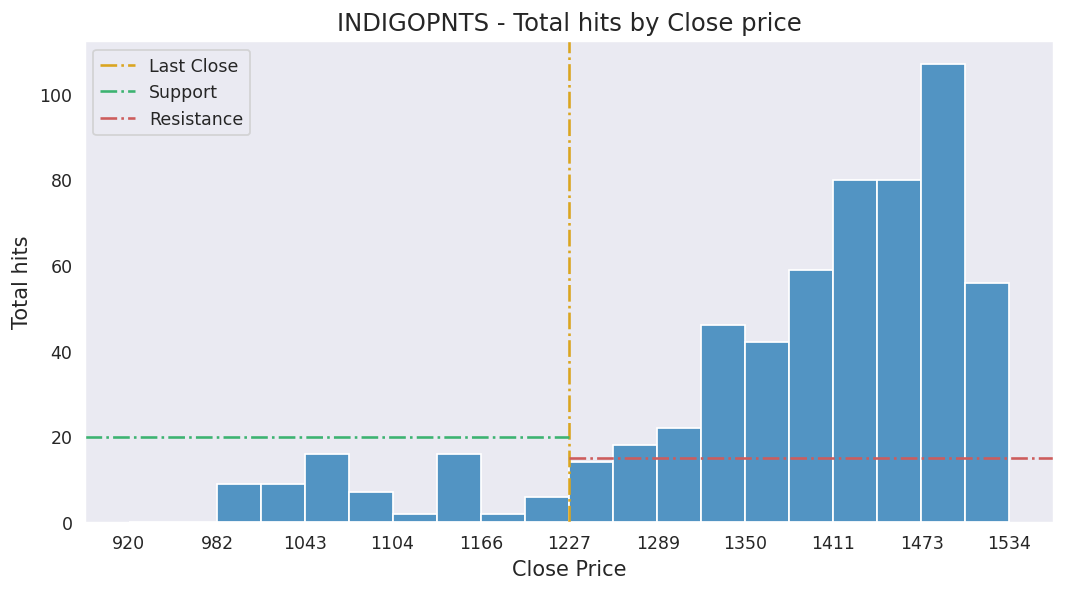 INDIGOPNTS - Total hits by Close price
Last Close
Support
Resistance
Total hits
100
80
60
40
20
0
920 982 1043 1104 1166 1227 1289 1350 1411 1473 1534
Close Price